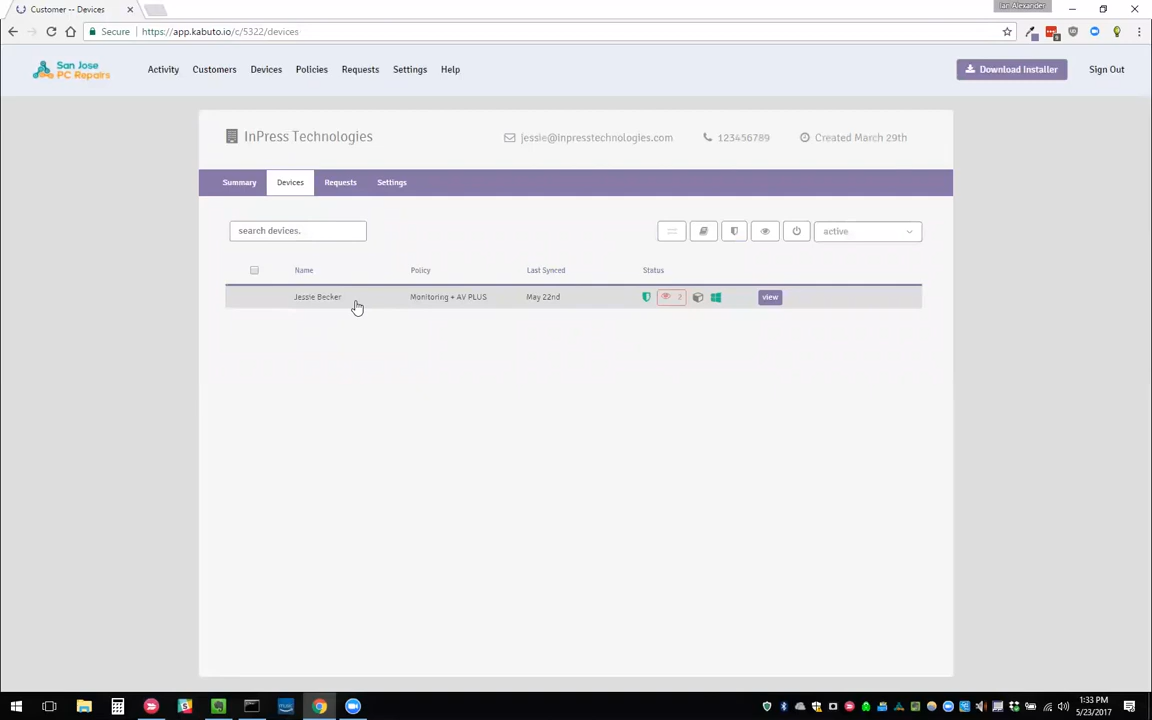 Customer -- Devices
Ian Alexander
Secure https://app.kabuto.io/c/5322/devices
San Jose
PC Repairs
Activity Customers Devices Policies Requests Settings Help
Download Installer Sign Out
InPress Technologies jessie@inpresstechnologies.com 123456789 Created March 29th
Summary Devices Requests Settings
search devices. active
Name Policy Last Synced Status
Jessie Becker Monitoring + AV PLUS May 22nd 2 view
music
1:33 PM
5/23/2017